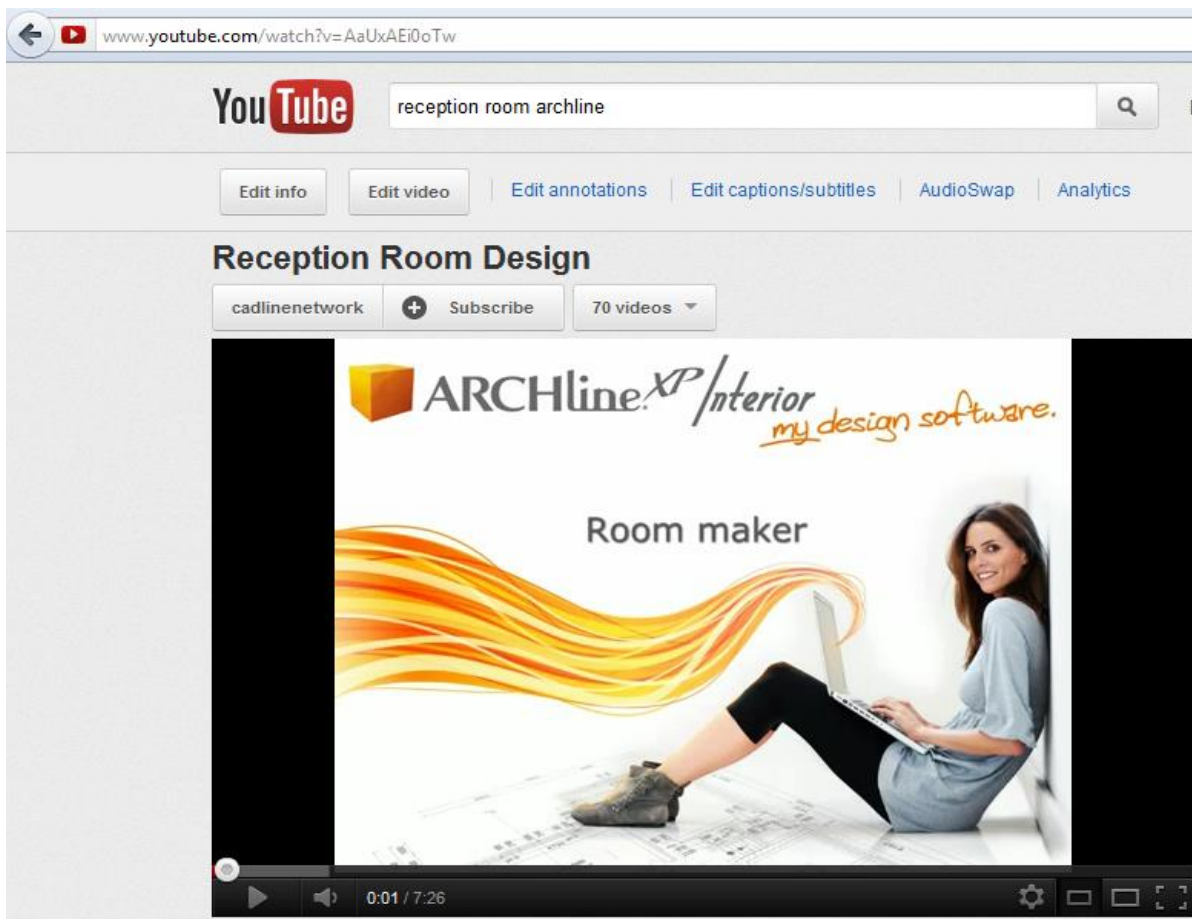 www.youtube.com/watch?v=AaUxAEi0oTw
YouTube
reception room archline
Edit info Edit video Edit annotations Edit captions/subtitles AudioSwap Analytics
Reception Room Design
cadlinenetwork Subscribe 70 videos
ARCHline.XP Interior
my design software.
Room maker
0:01 / 7:26